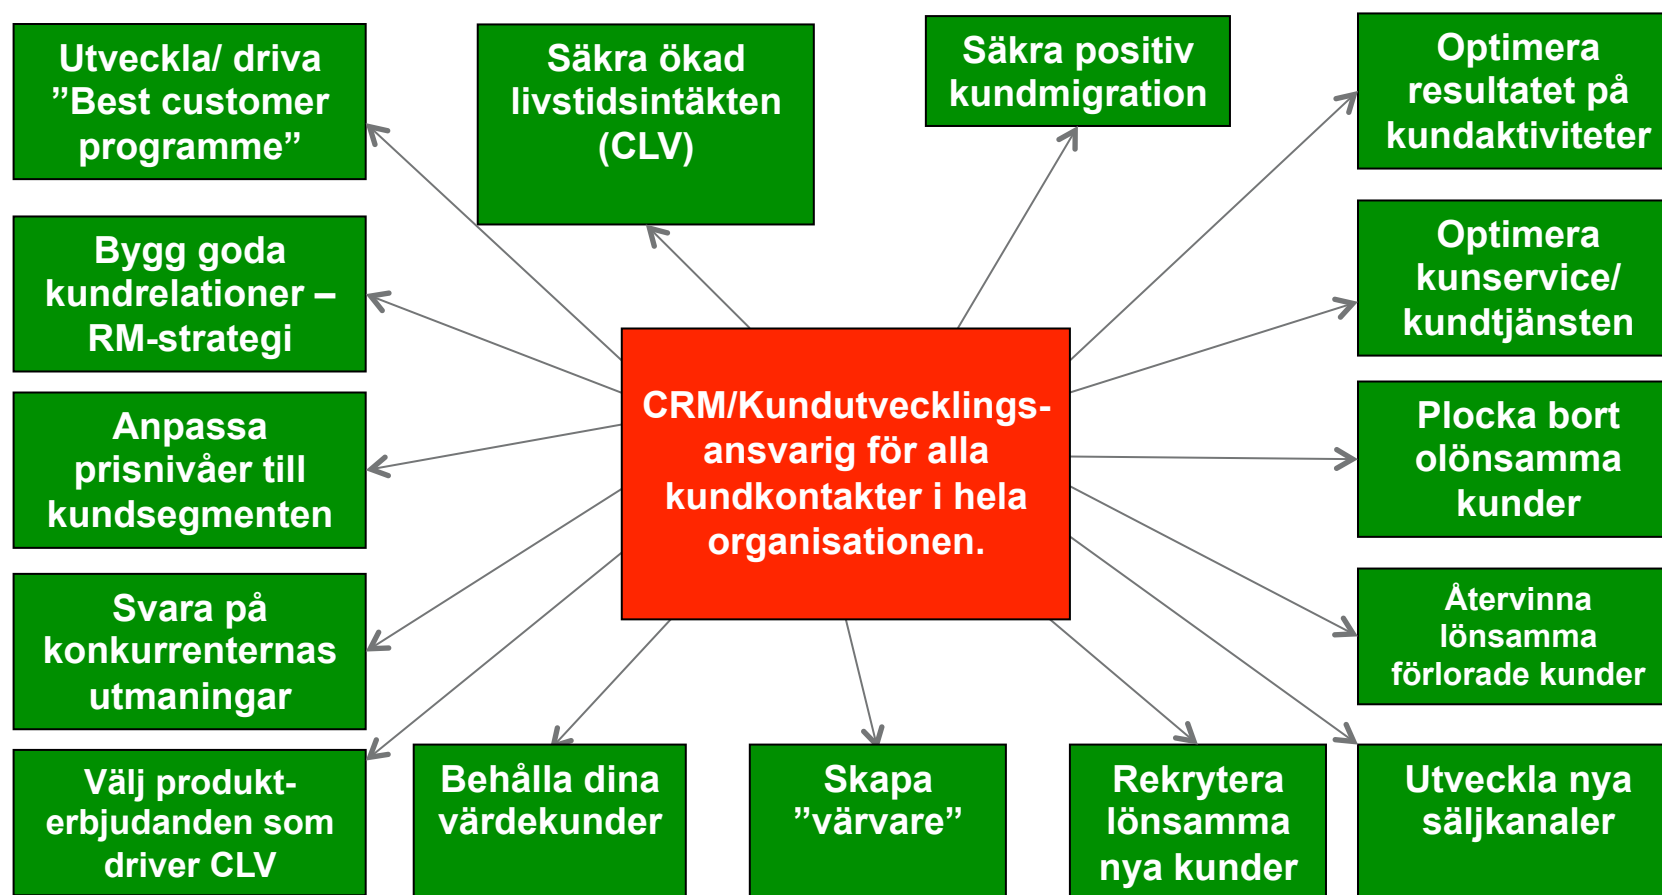 Utveckla/ driva
”Best customer
programme”
Säkra ökad
livstidsintäkten
(CLV)
Säkra positiv
kundmigration
Optimera
resultatet på
kundaktiviteter
Bygg goda
kundrelationer –
RM-strategi
Optimera
kunservice/
kundtjänsten
CRM/Kundutvecklings-
ansvarig för alla
kundkontakter i hela
organisationen.
Anpassa
prisnivåer till
kundsegmenten
Plocka bort
olönsamma
kunder
Svara på
konkurrenternas
utmaningar
Återvinna
lönsamma
förlorade kunder
Välj produkt-
erbjudanden som
driver CLV
Behålla dina
värdekunder
Skapa
”värvare”
Rekrytera
lönsamma
nya kunder
Utveckla nya
säljkanaler